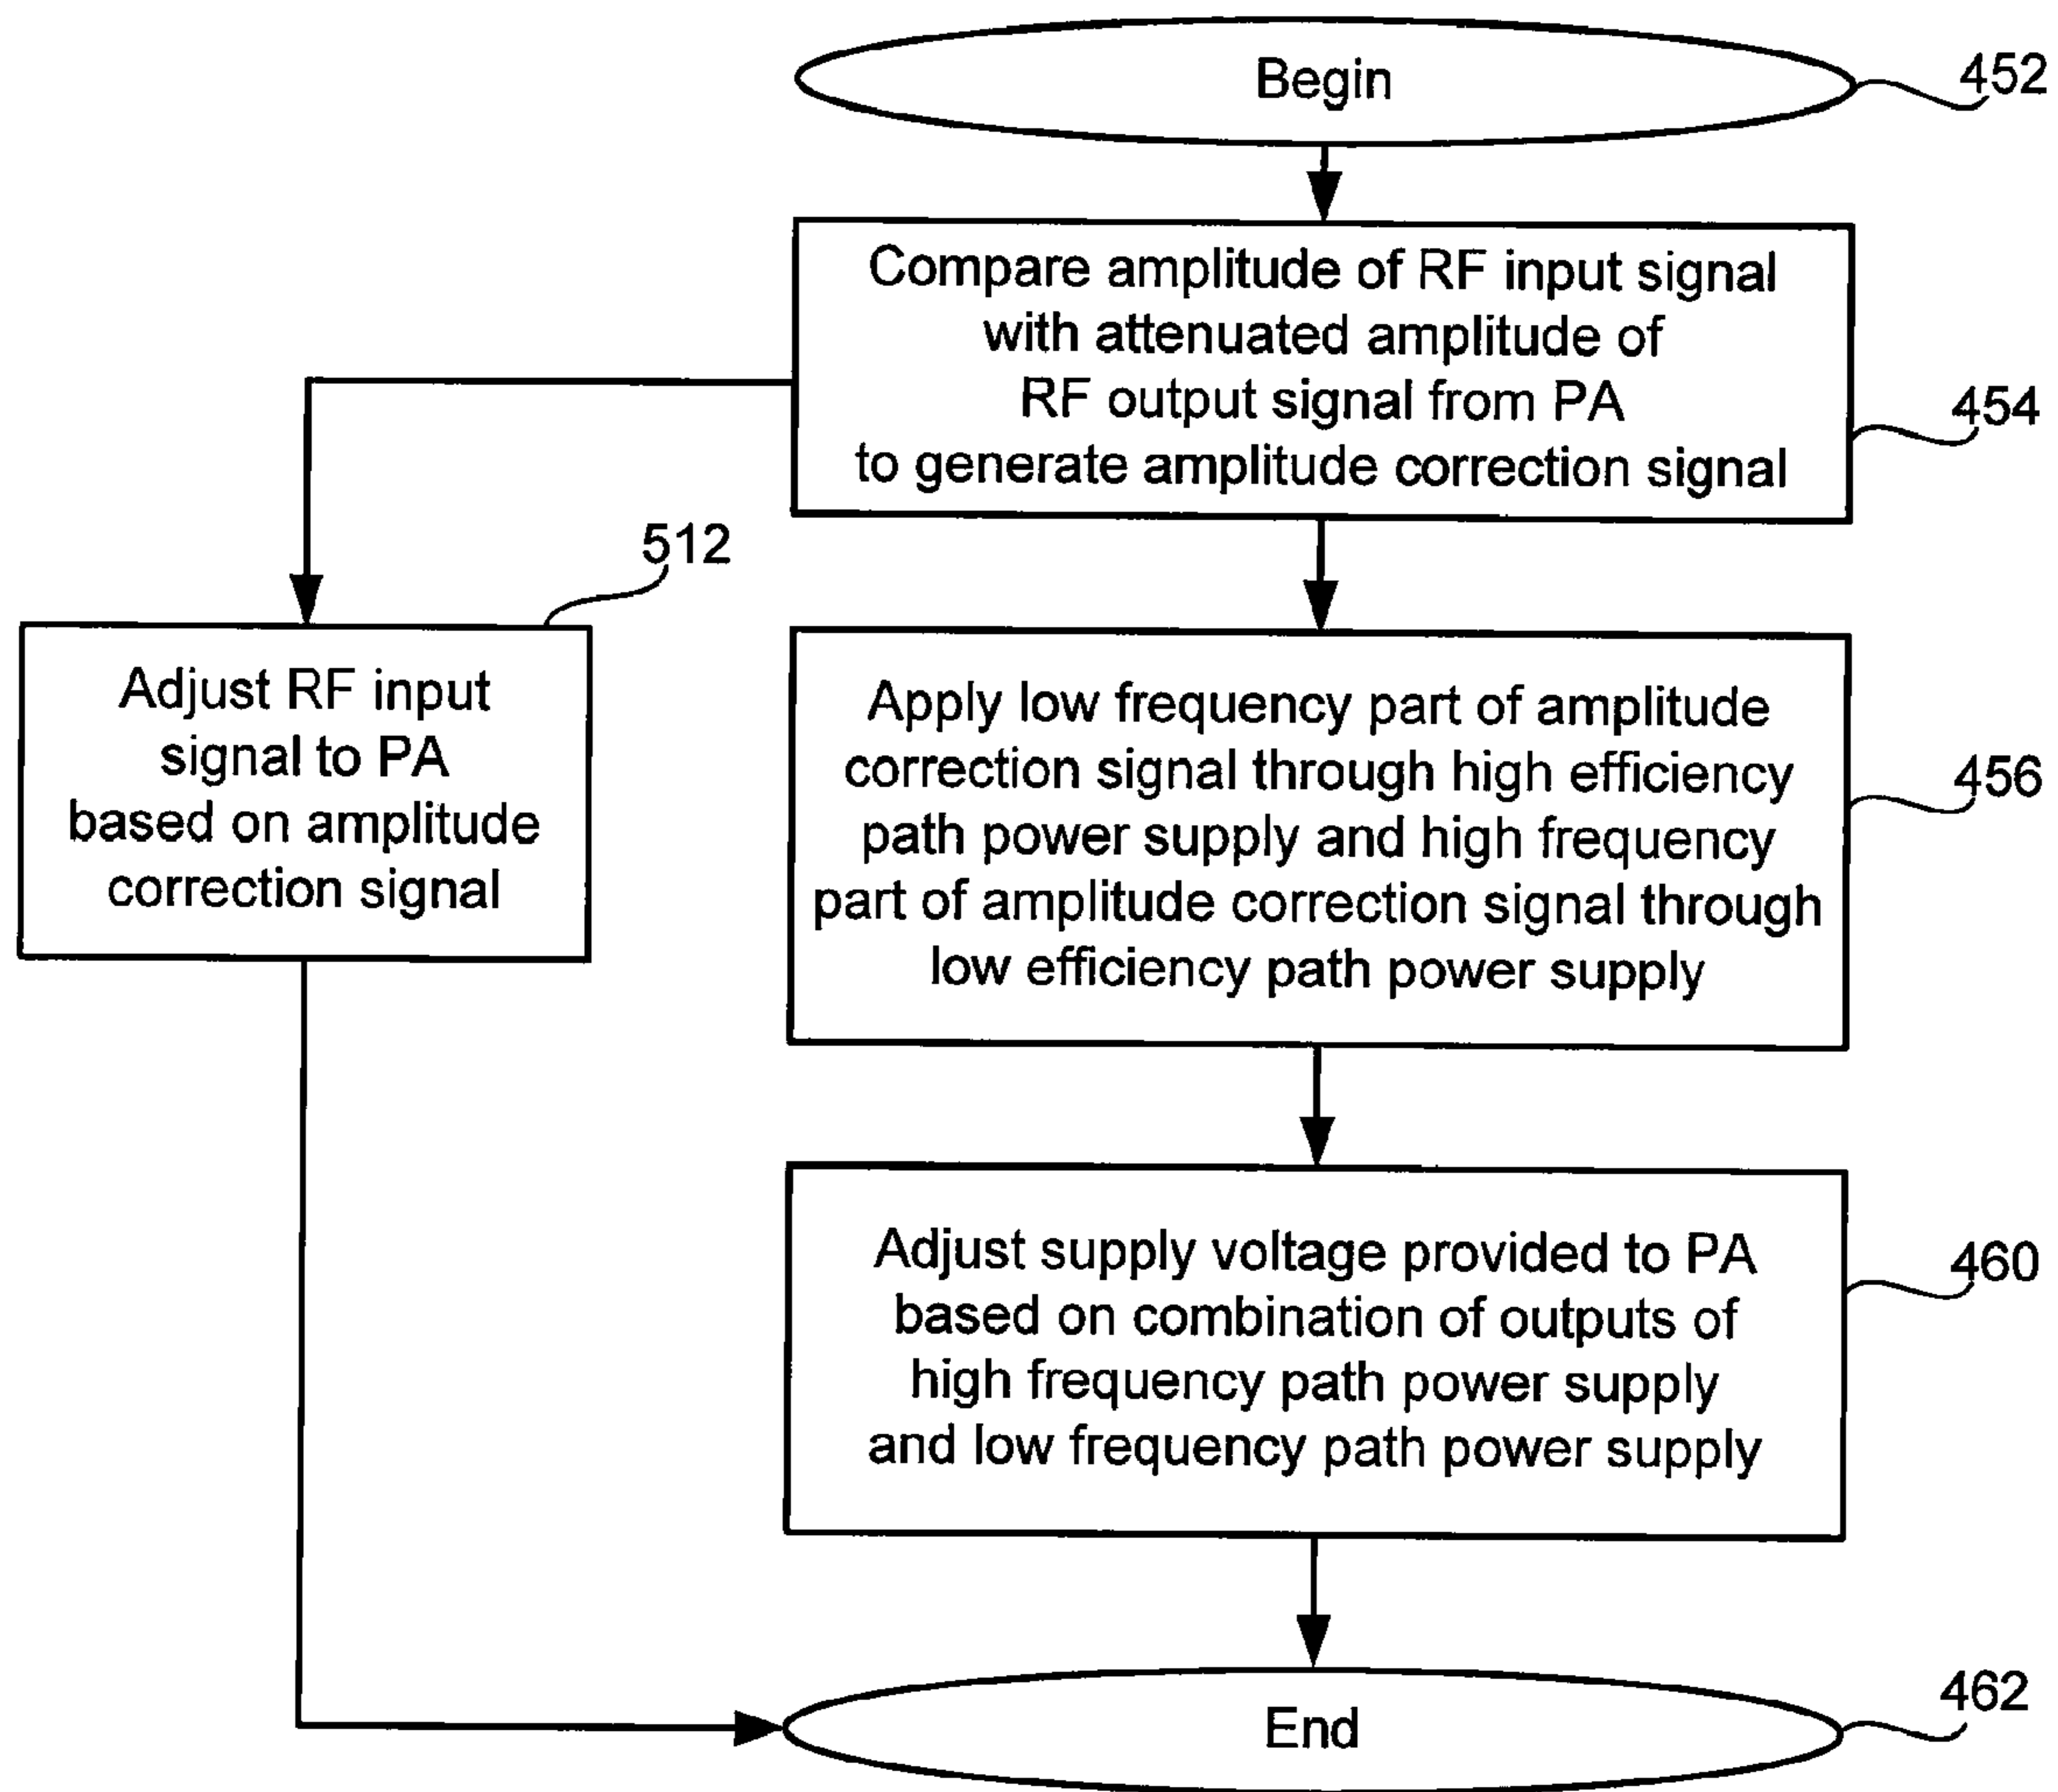 Begin
452
Compare amplitude of RF input signal
with attenuated amplitude of
RF output signal from PA
to generate amplitude correction signal
454
512
Adjust RF input
signal to PA
based on amplitude
correction signal
Apply low frequency part of amplitude
correction signal through high efficiency
path power supply and high frequency
part of amplitude correction signal through
low efficiency path power supply
456
Adjust supply voltage provided to PA
based on combination of outputs of
high frequency path power supply
and low frequency path power supply
460
End
462